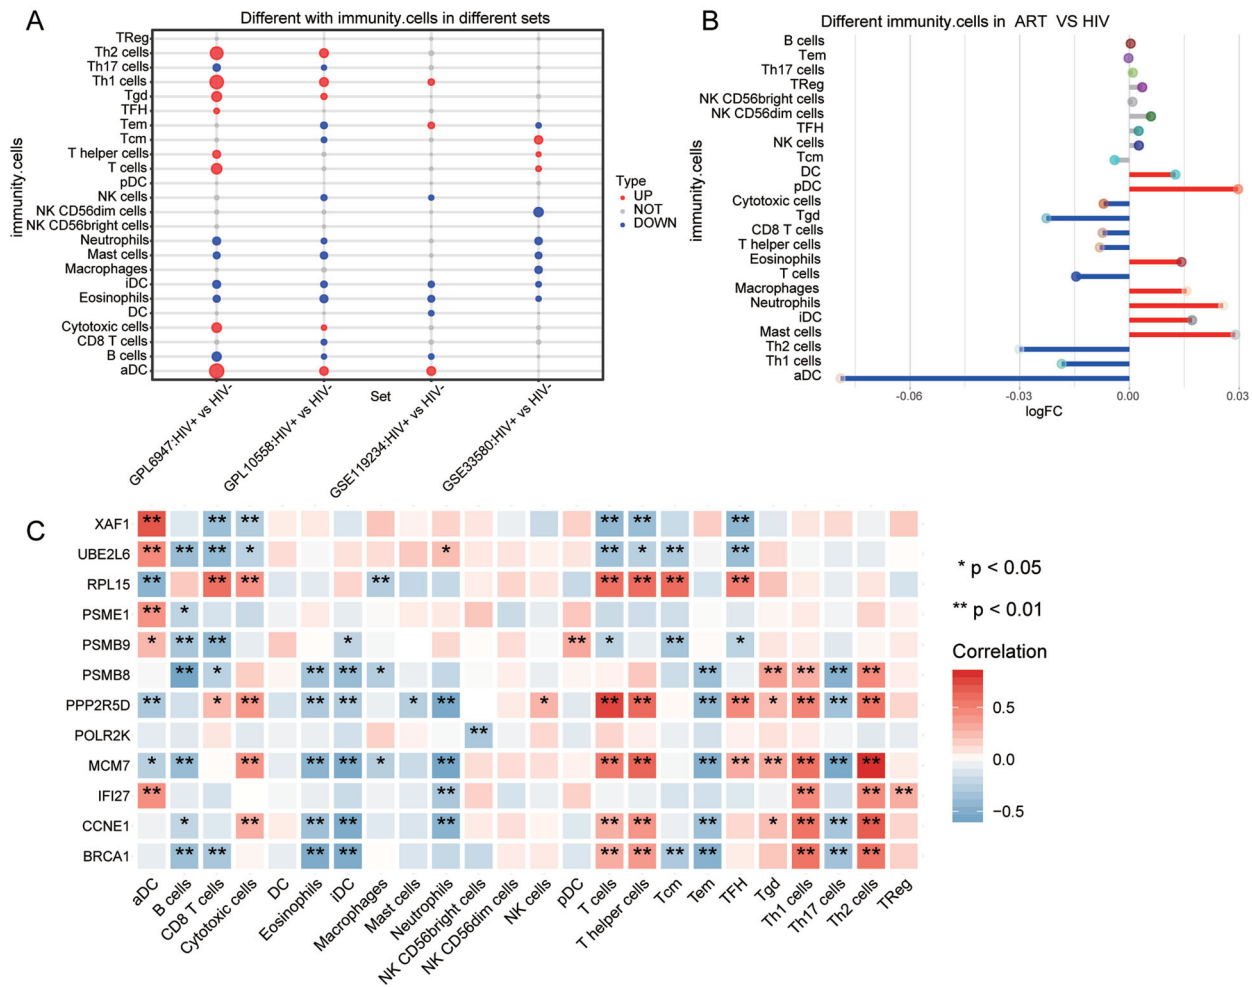 A
Different with immunity.cells in different sets
immunity.cells
TReg
Th2 cells
Th17 cells
Th1 cells
Tgd
TFH
Tem
Tcm
T helper cells
T cells
pDC
NK cells
NK CD56dim cells
NK CD56bright cells
Neutrophils
Mast cells
Macrophages
iDC
Eosinophils
DC
Cytotoxic cells
CD8 T cells
B cells
aDC
Set
GPL6947:HIV+ vs HIV-
GPL10558:HIV+ vs HIV-
GSE119234:HIV+ vs HIV-
GSE33580:HIV+ vs HIV-
Type
UP
NOT
DOWN
B
Different immunity.cells in ART VS HIV
immunity.cells
B cells
Tem
Th17 cells
TReg
NK CD56bright cells
NK CD56dim cells
TFH
NK cells
Tcm
DC
pDC
Cytotoxic cells
Tgd
CD8 T cells
T helper cells
Eosinophils
T cells
Macrophages
Neutrophils
iDC
Mast cells
Th2 cells
Th1 cells
aDC
-0.06 -0.03 0.00 0.03
logFC
C
XAF1 ** ** ** ** ** **
UBE2L6 ** ** ** * * ** * ** **
RPL15 ** ** ** ** ** ** ** **
PSME1 ** *
PSMB9 * ** ** * ** * ** *
PSMB8 ** * ** ** * ** ** ** ** **
PPP2R5D ** * ** ** ** * ** * ** ** ** ** * ** ** **
POLR2K **
MCM7 * ** ** ** ** * ** ** ** ** ** ** ** ** **
IFI27 ** ** ** ** **
CCNE1 * ** ** ** ** ** ** ** * ** ** **
BRCA1 ** ** ** ** ** ** ** ** ** ** **
aDC
B cells
CD8 T cells
Cytotoxic cells
DC
Eosinophils
iDC
Macrophages
Mast cells
Neutrophils
NK CD56bright cells
NK CD56dim cells
NK cells
pDC
T cells
T helper cells
Tcm
Tem
TFH
Tgd
Th1 cells
Th17 cells
Th2 cells
TReg
* p < 0.05
** p < 0.01
Correlation
0.5
0.0
−0.5